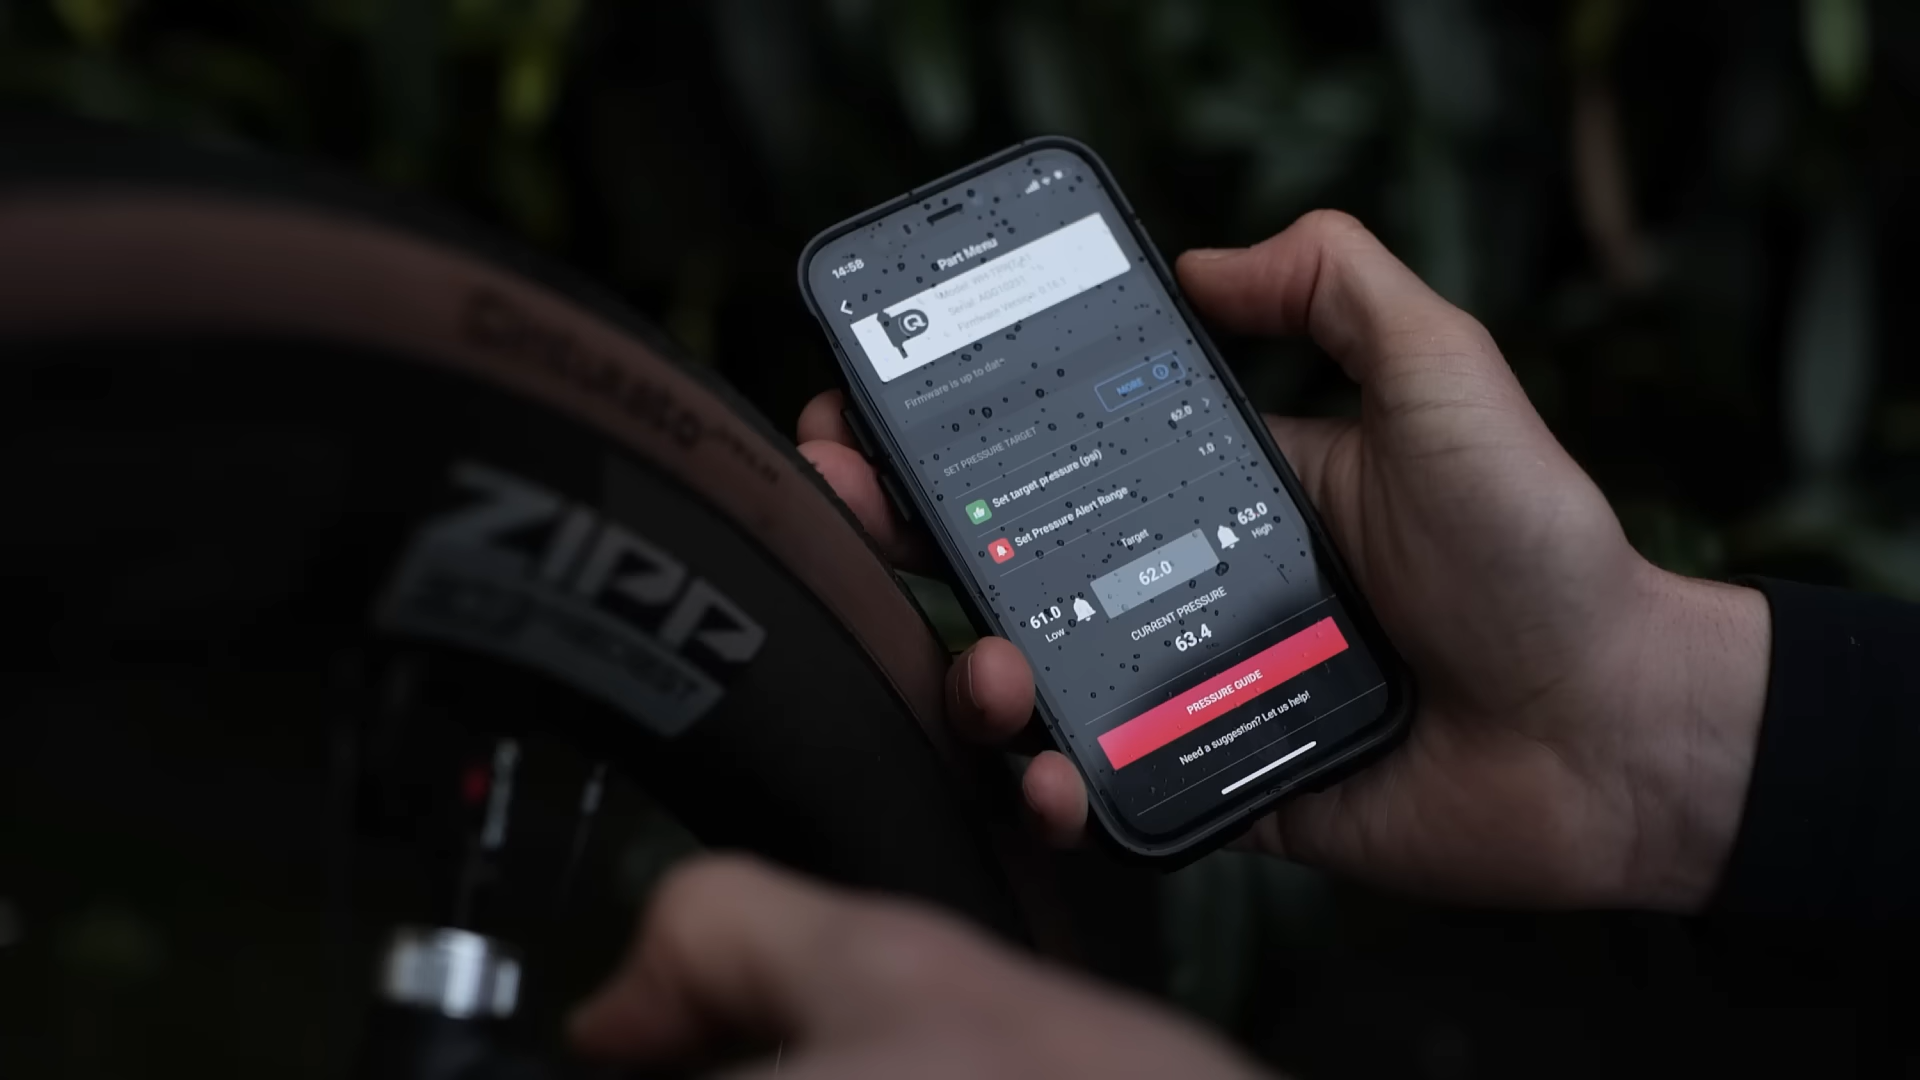 14:58
Part Menu
Firmware is up to date
MORE
SET PRESSURE TARGET
Set target pressure (psi) 62.0
Set Pressure Alert Range 1.0
Target
61.0 62.0 63.0
Low High
CURRENT PRESSURE
63.4
PRESSURE GUIDE
Need a suggestion? Let us help!
ZIPP